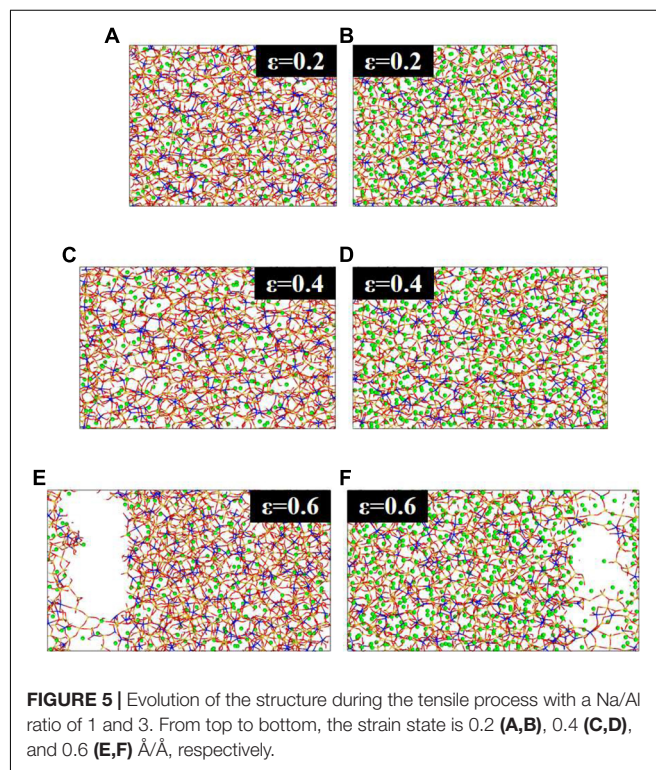 A
B
ε=0.2
ε=0.2
C
D
ε=0.4
ε=0.4
E
F
ε=0.6
ε=0.6
FIGURE 5 | Evolution of the structure during the tensile process with a Na/Al
ratio of 1 and 3. From top to bottom, the strain state is 0.2 (A,B), 0.4 (C,D),
and 0.6 (E,F) Å/Å, respectively.